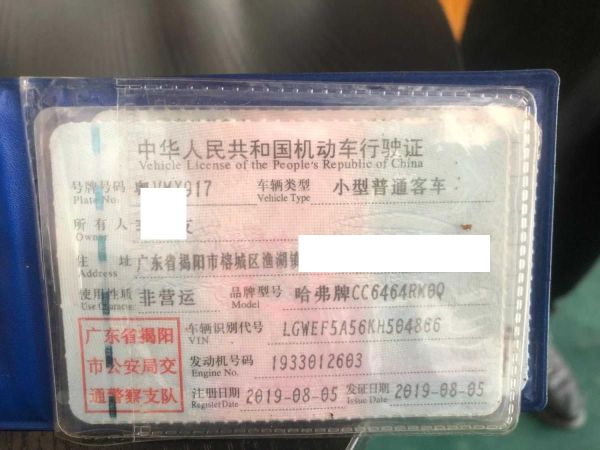 中华人民共和国机动车行驶证
Vehicle License of the People's Republic of China
号牌号码 917 车辆类型 小型普通客车
Plate No. Vehicle Type
所有人
Owner
住址 广东省揭阳市榕城区渔湖镇
Address
使用性质 非营运 品牌型号 哈弗牌CC6464RK0Q
Use Character Model
广东省揭阳市公安局交通警察支队
车辆识别代号 LGWEF5A56KH504866
VIN
发动机号码 1933012603
Engine No.
注册日期 2019-08-05 发证日期 2019-08-05
Register Date Issue Date